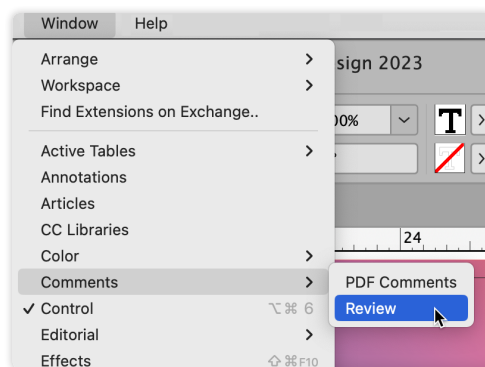 Window Help
Arrange
sign 2023
Workspace
Find Extensions on Exchange..
00%
T
Active Tables
T
Annotations
Articles
CC Libraries
24
Color
Comments
PDF Comments
✓ Control ⌥⌘ 6
Review
Editorial
Effects ⇧⌘F10